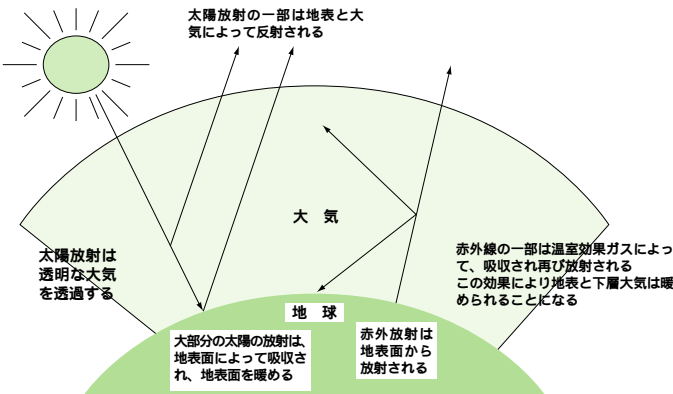 太陽放射の一部は地表と大
気によって反射される
大　気
太陽放射は
透明な大気
を透過する
赤外線の一部は温室効果ガスによっ
て、吸収され再び放射される
この効果により地表と下層大気は暖
められることになる
地　球
大部分の太陽の放射は、
地表面によって吸収さ
れ、地表面を暖める
赤外放射は
地表面から
放射される